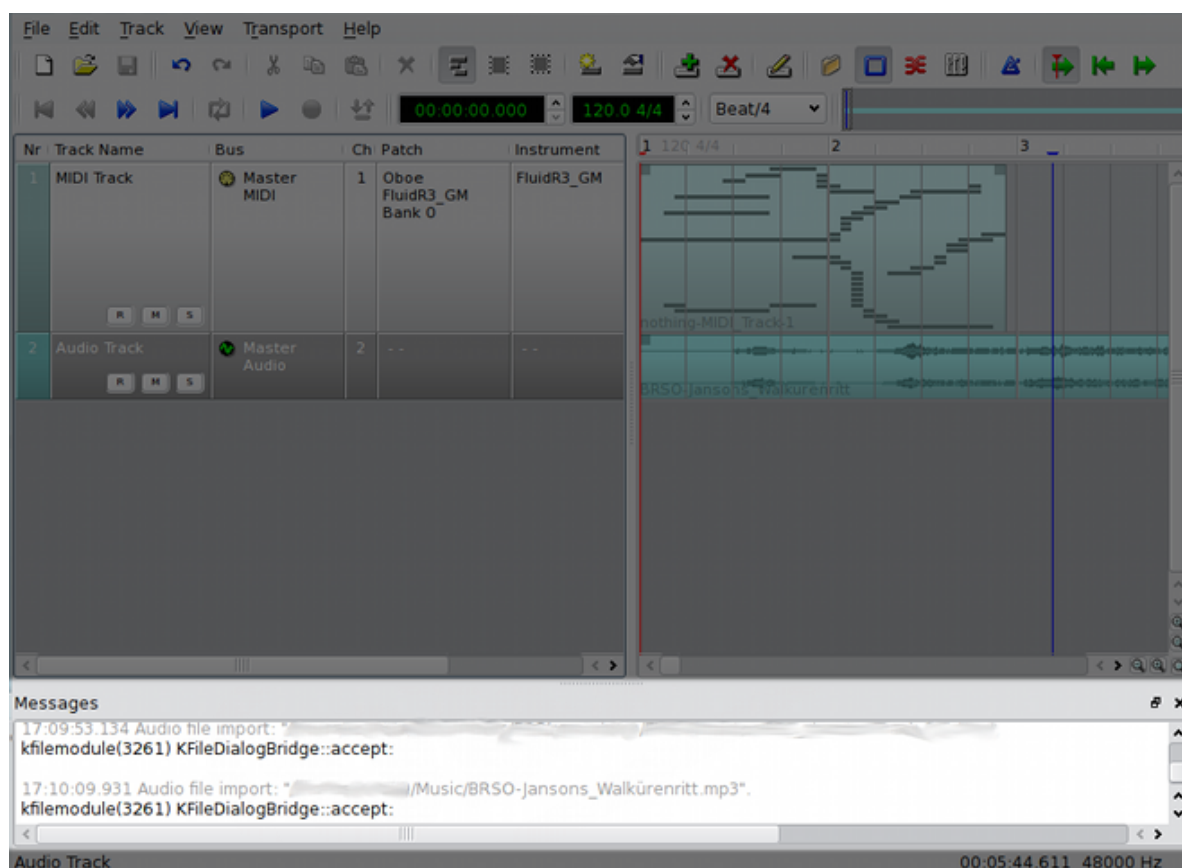 File Edit Track View Transport Help
00:00:00.000 120.0 4/4 Beat/4
Nr Track Name Bus Ch Patch Instrument
1 120 4/4 2 3
1 MIDI Track Master 1 Oboe FluidR3_GM
MIDI FluidR3_GM
Bank 0
R M S
nothing-MIDI_Track-1
2 Audio Track Master 2 - - - -
Audio
R M S
BRSO-Jansons_Walkürenritt
Messages
17:09:53.134 Audio file import: "/
kfilemodule(3261) KFileDialogBridge::accept:
17:10:09.931 Audio file import: "/ /Music/BRSO-Jansons_Walkürenritt.mp3".
kfilemodule(3261) KFileDialogBridge::accept:
Audio Track 00:05:44.611 48000 Hz